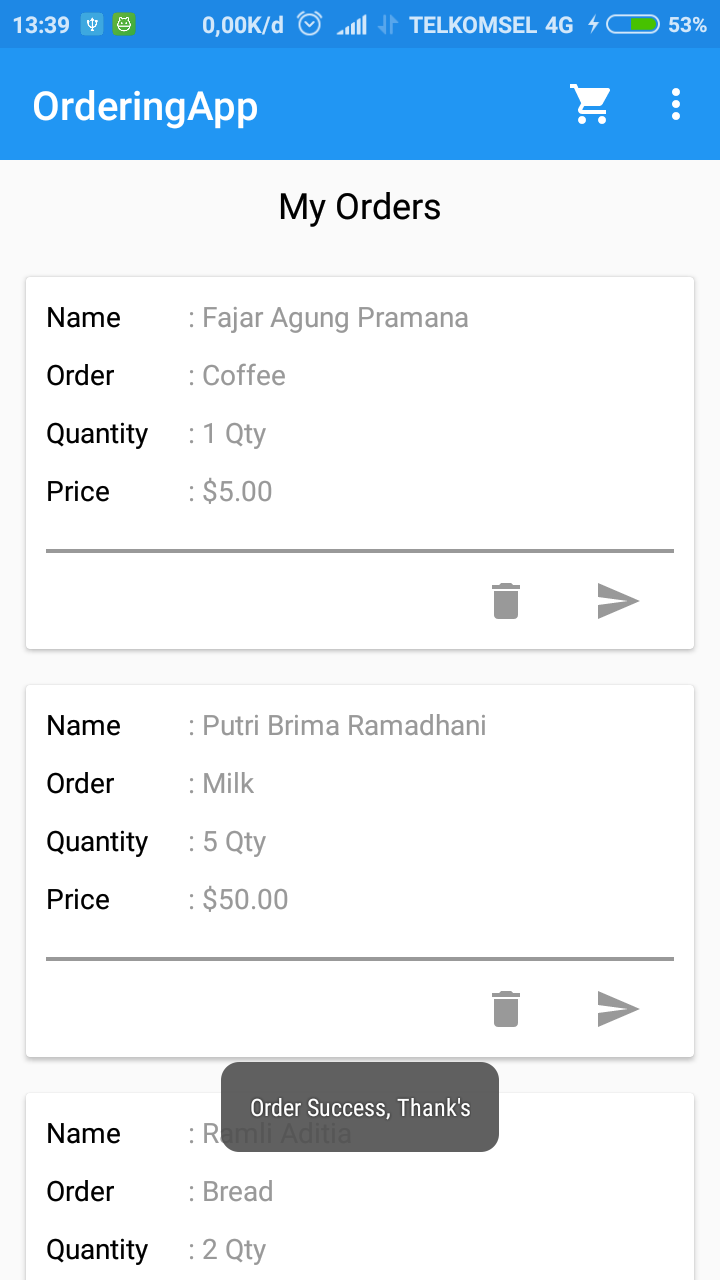 13:39 0,00K/d TELKOMSEL 4G 53%
OrderingApp
My Orders
Name : Fajar Agung Pramana
Order : Coffee
Quantity : 1 Qty
Price : $5.00
Name : Putri Brima Ramadhani
Order : Milk
Quantity : 5 Qty
Price : $50.00
Order Success, Thank's
Name : Ramli Aditia
Order : Bread
Quantity : 2 Qty